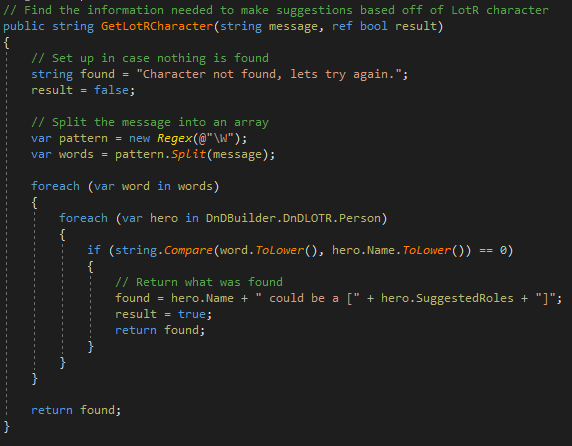 // Find the information needed to make suggestions based off of LotR character
public string GetLotRCharacter(string message, ref bool result)
{
    // Set up in case nothing is found
    string found = "Character not found, lets try again.";
    result = false;

    // Split the message into an array
    var pattern = new Regex(@"\W");
    var words = pattern.Split(message);

    foreach (var word in words)
    {
        foreach (var hero in DnDBuilder.DnDLOTR.Person)
        {
            if (string.Compare(word.ToLower(), hero.Name.ToLower()) == 0)
            {
                // Return what was found
                found = hero.Name + " could be a [" + hero.SuggestedRoles + "]";
                result = true;
                return found;
            }
        }
    }

    return found;
}